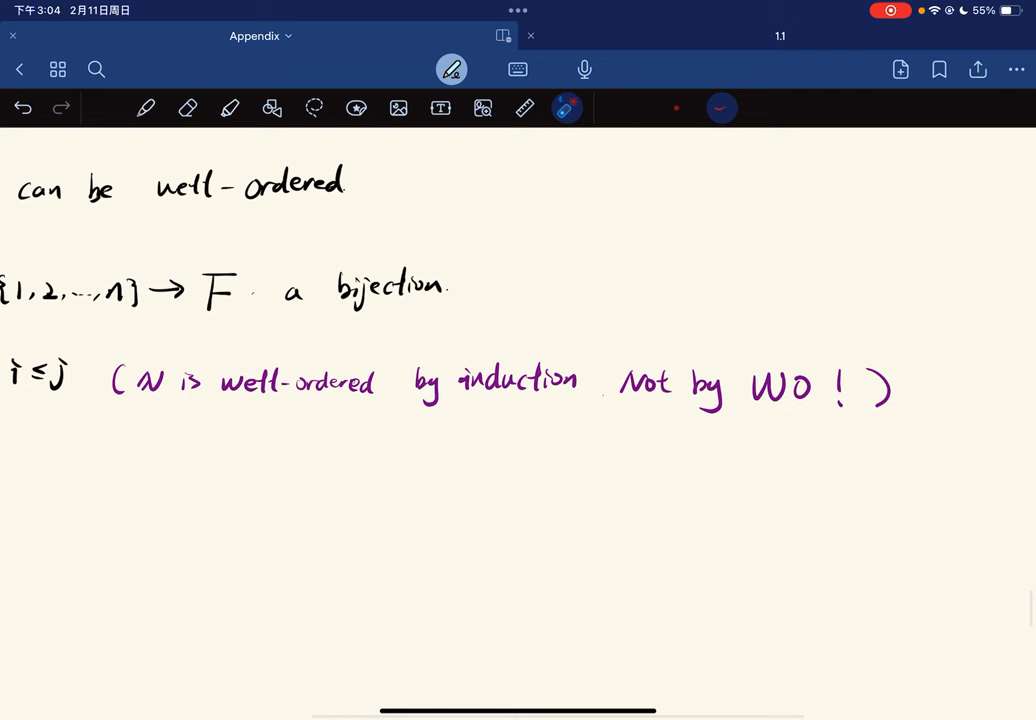 下午3:04 2月11日周日
55%
Appendix
1.1
can be well-ordered.
{1, 2, ..., n} → F. a bijection.
i ≤ j (N is well-ordered by induction. Not by WO!)